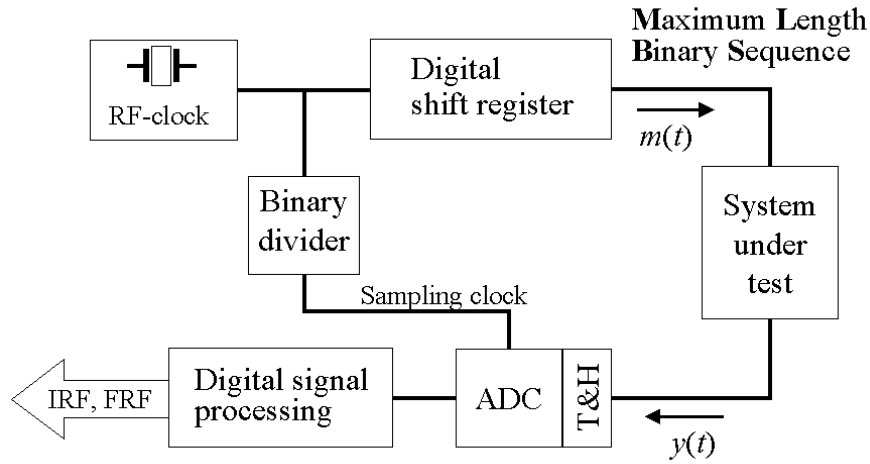 Maximum Length
Binary Sequence
RF-clock
Digital
shift register
m(t)
Binary
divider
System
under
test
Sampling clock
IRF, FRF
Digital signal
processing
ADC
T&H
y(t)